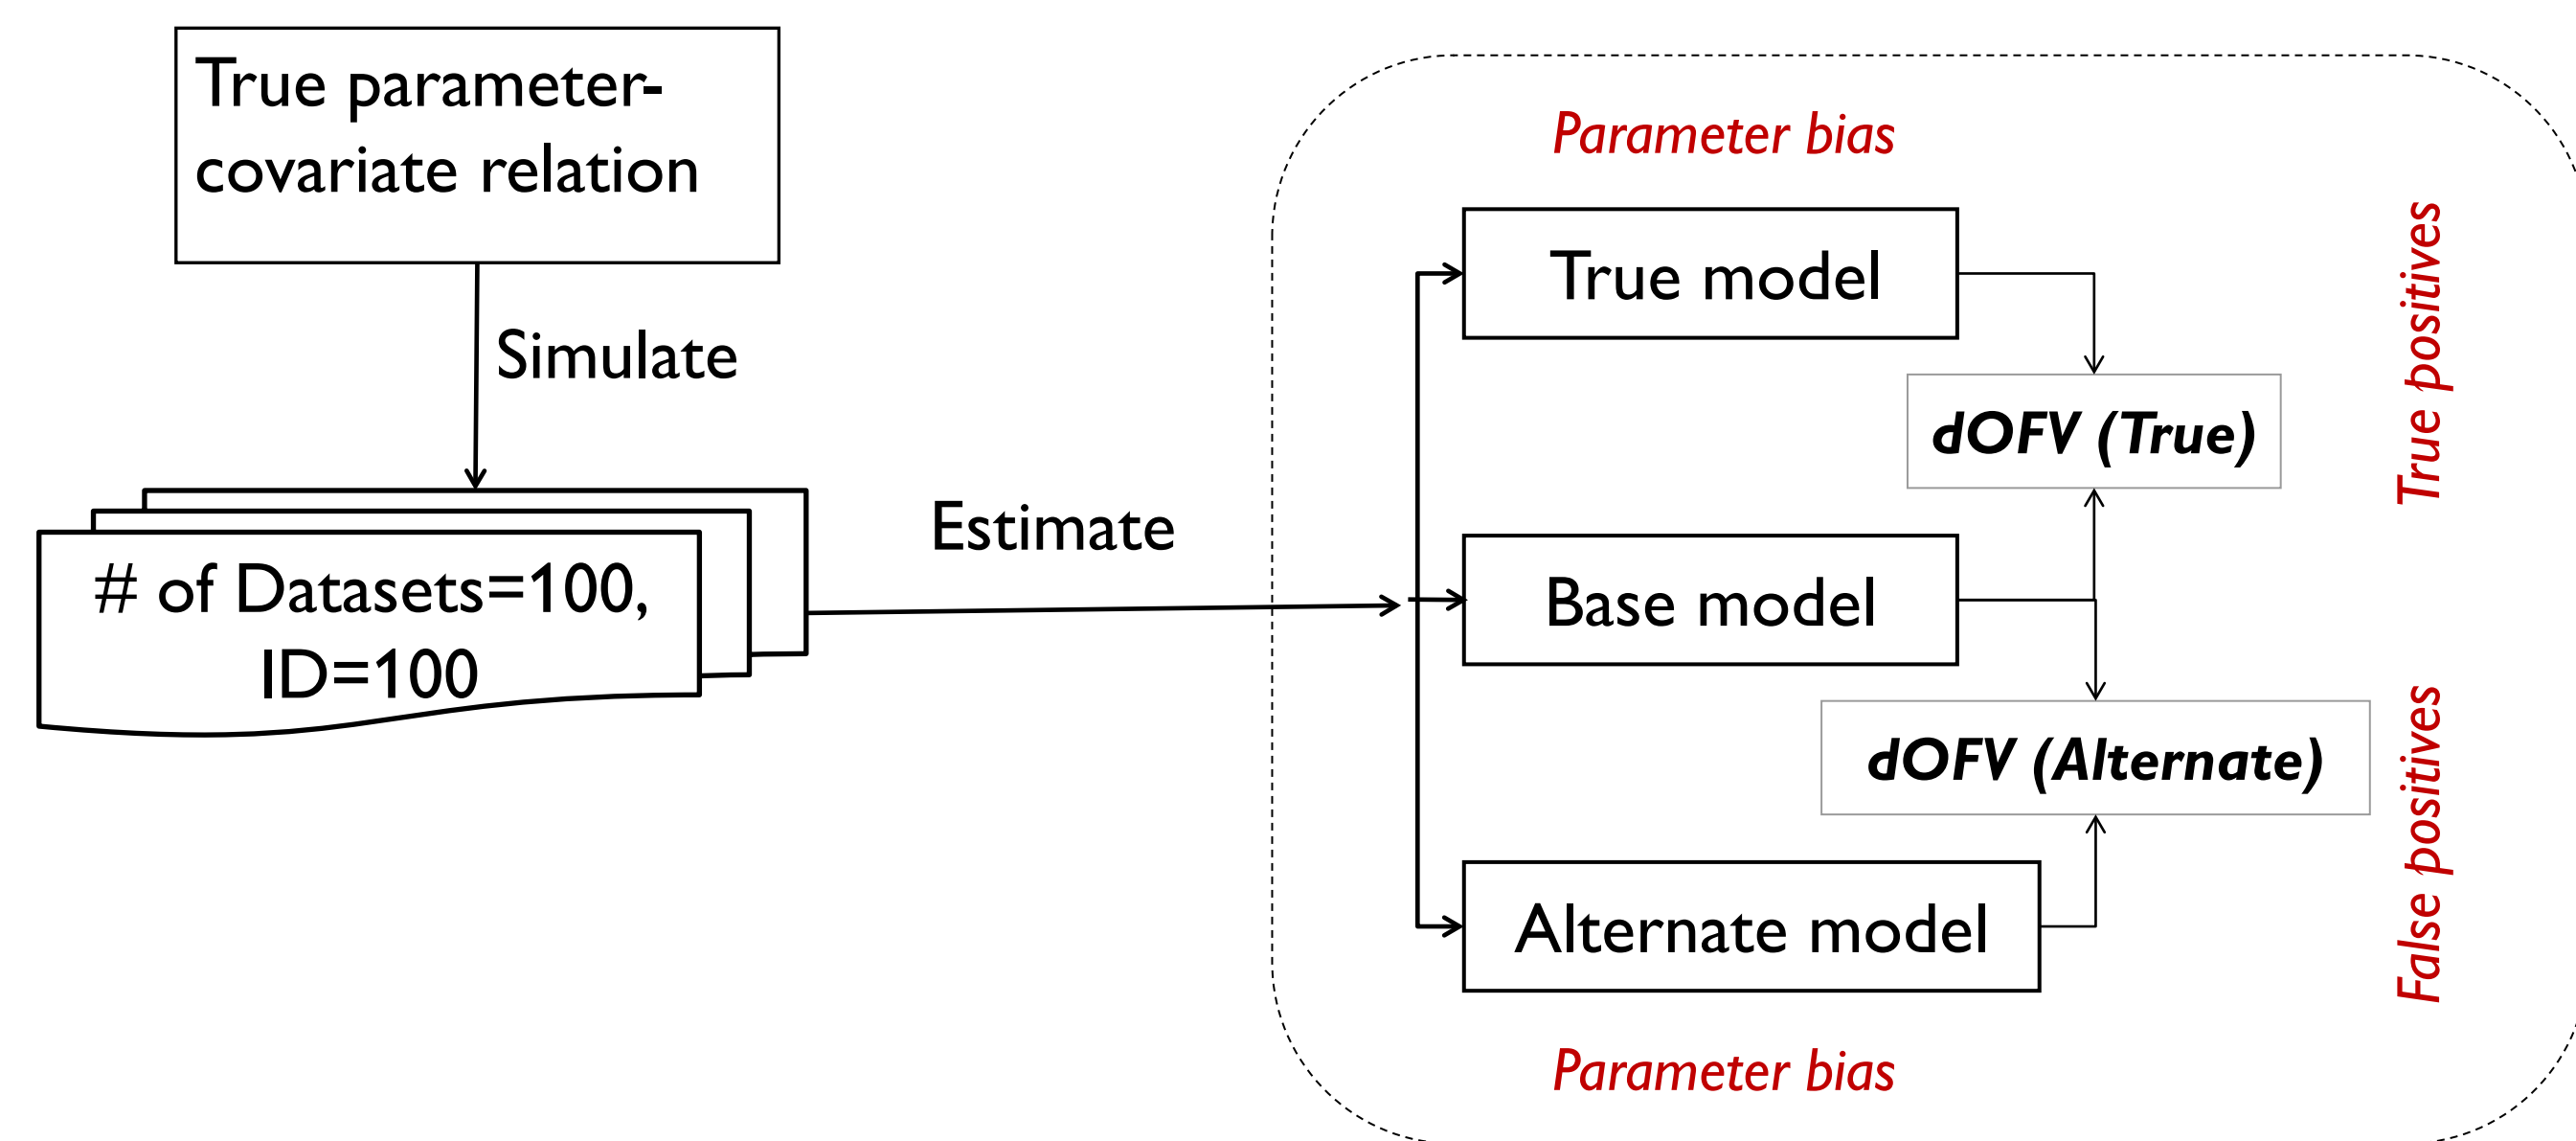 True parameter-
covariate relation
Simulate
# of Datasets=100,
ID=100
Estimate
Parameter bias
True model
dOFV (True)
True positives
Base model
dOFV (Alternate)
False positives
Alternate model
Parameter bias